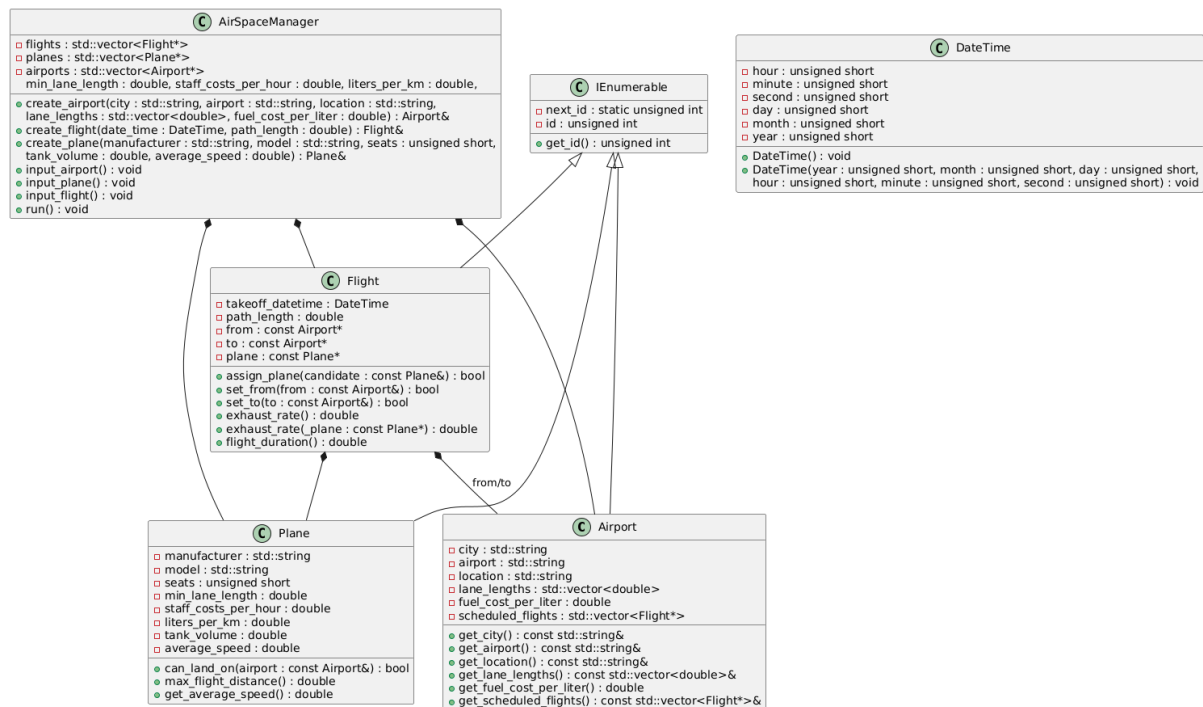 AirSpaceManager
flights : std::vector<Flight*>
planes : std::vector<Plane*>
airports : std::vector<Airport*>
min_lane_length : double, staff_costs_per_hour : double, liters_per_km : double,
create_airport(city : std::string, airport : std::string, location : std::string,
lane_lengths : std::vector<double>, fuel_cost_per_liter : double) : Airport&
create_flight(date_time : DateTime, path_length : double) : Flight&
create_plane(manufacturer : std::string, model : std::string, seats : unsigned short,
tank_volume : double, average_speed : double) : Plane&
input_airport() : void
input_plane() : void
input_flight() : void
run() : void
C IEnumerable
next_id : static unsigned int
id : unsigned int
get_id() : unsigned int
C DateTime
hour : unsigned short
minute : unsigned short
second : unsigned short
day : unsigned short
month : unsigned short
year : unsigned short
DateTime() : void
DateTime(year : unsigned short, month : unsigned short, day : unsigned short,
hour : unsigned short, minute : unsigned short, second : unsigned short) : void
C Flight
takeoff_datetime : DateTime
path_length : double
from : const Airport*
to : const Airport*
plane : const Plane*
assign_plane(candidate : const Plane&) : bool
set_from(from : const Airport&) : bool
set_to(to : const Airport&) : bool
exhaust_rate() : double
exhaust_rate(_plane : const Plane*) : double
flight_duration() : double
from/to
C Plane
manufacturer : std::string
model : std::string
seats : unsigned short
min_lane_length : double
staff_costs_per_hour : double
liters_per_km : double
tank_volume : double
average_speed : double
can_land_on(airport : const Airport&) : bool
max_flight_distance() : double
get_average_speed() : double
C Airport
city : std::string
airport : std::string
location : std::string
lane_lengths : std::vector<double>
fuel_cost_per_liter : double
scheduled_flights : std::vector<Flight*>
get_city() : const std::string&
get_airport() : const std::string&
get_location() : const std::string&
get_lane_lengths() : const std::vector<double>&
get_fuel_cost_per_liter() : double
get_scheduled_flights() : const std::vector<Flight*>&